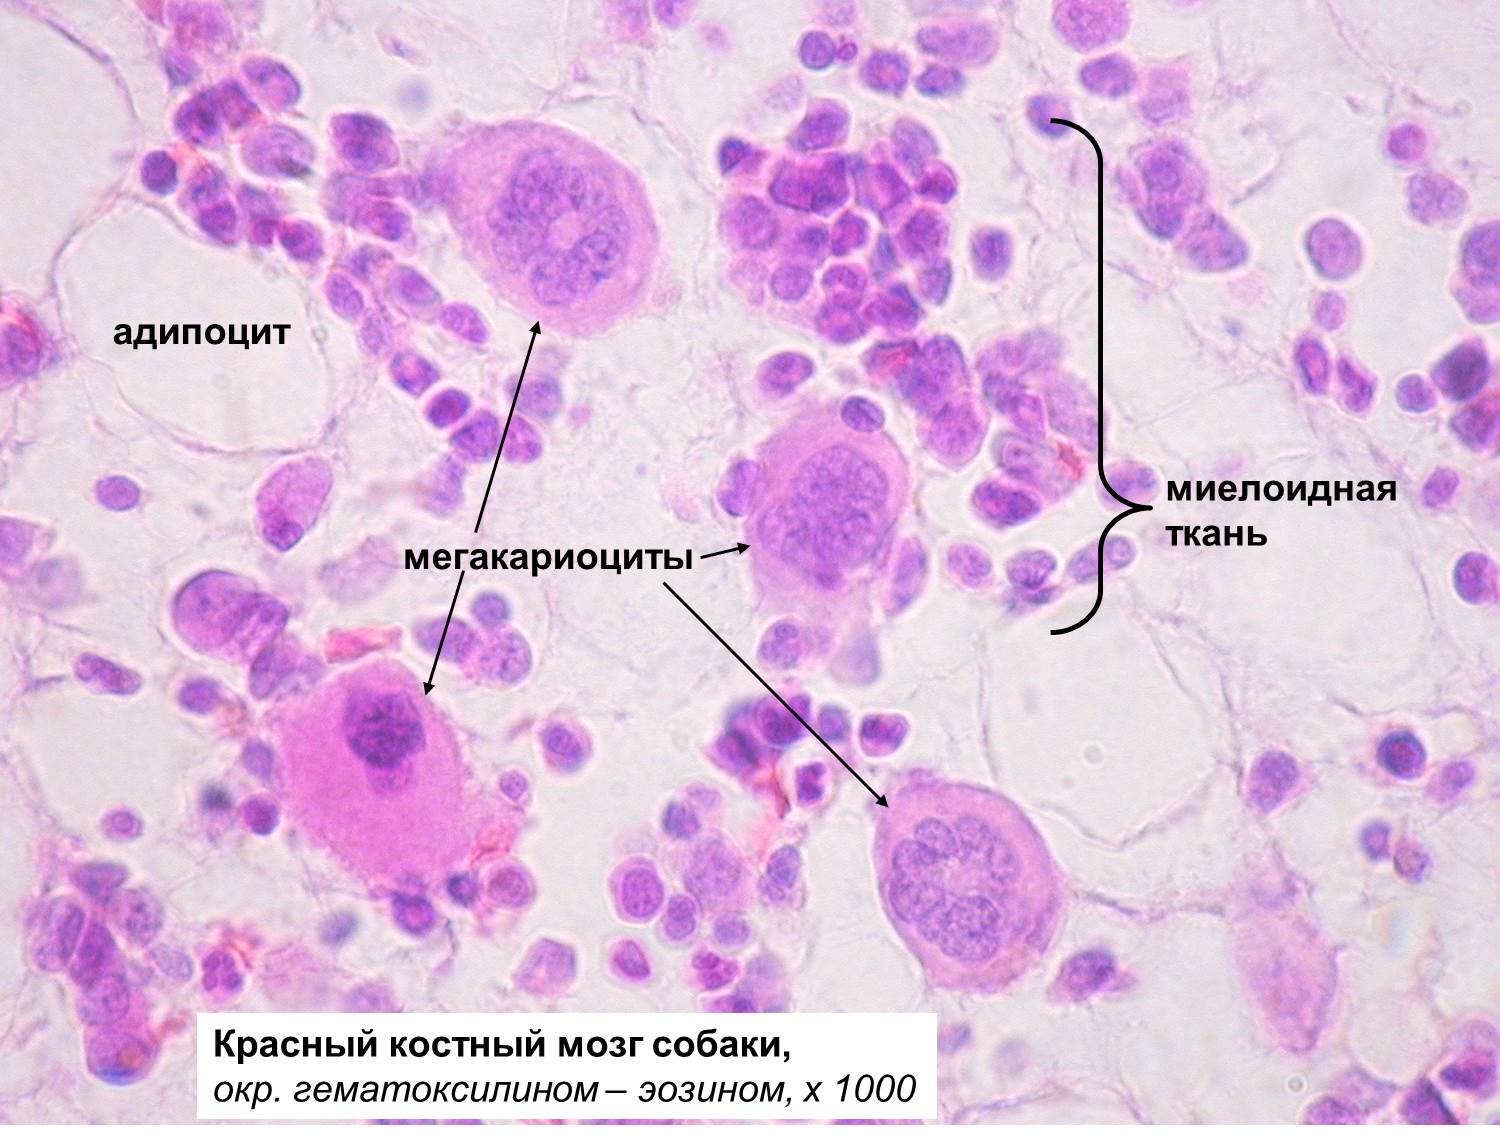 адипоцит
миелоидная
ткань
мегакариоциты
Красный костный мозг собаки,
окр. гематоксилином – эозином, х 1000